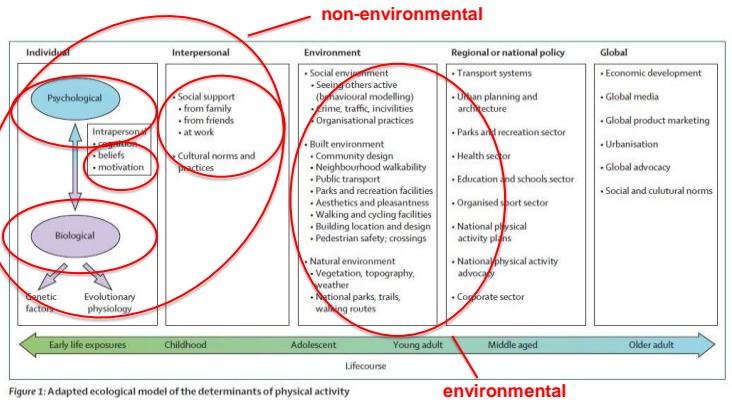 non-environmental
Individual
Psychological
Intrapersonal
• cognition
• beliefs
• motivation
Biological
Genetic
factors
Evolutionary
physiology
Interpersonal
• Social support
• from family
• from friends
• at work
• Cultural norms and
practices
Environment
• Social environment
• Seeing others active
(behavioural modelling)
• Crime, traffic, incivilities
• Organisational practices
• Built environment
• Community design
• Neighbourhood walkability
• Public transport
• Parks and recreation facilities
• Aesthetics and pleasantness
• Walking and cycling facilities
• Building location and design
• Pedestrian safety; crossings
• Natural environment
• Vegetation, topography,
weather
• National parks, trails,
walking routes
Regional or national policy
• Transport systems
• Urban planning and
architecture
• Parks and recreation sector
• Health sector
• Education and schools sector
• Organised sport sector
• National physical
activity plans
• National physical activity
advocacy
• Corporate sector
Global
• Economic development
• Global media
• Global product marketing
• Urbanisation
• Global advocacy
• Social and culutural norms
Early life exposures
Childhood
Adolescent
Young adult
Middle aged
Older adult
Lifecourse
environmental
Figure 1: Adapted ecological model of the determinants of physical activity